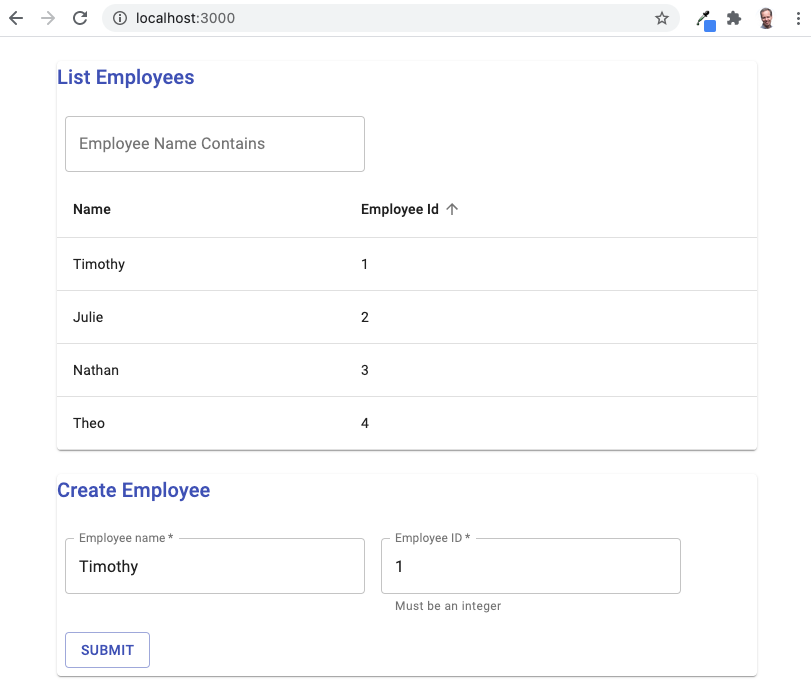 localhost:3000
List Employees
Employee Name Contains
Name Employee Id
Timothy 1
Julie 2
Nathan 3
Theo 4
Create Employee
Employee name * Employee ID *
Timothy 1
Must be an integer
SUBMIT